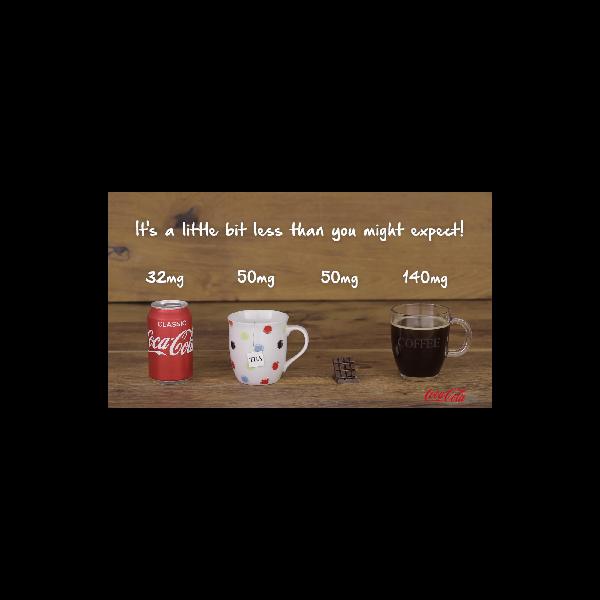 It's a little bit less than you might expect!
32mg 50mg 50mg 140mg
CLASSIC
Coca-Cola
TEA
COFFEE
Coca-Cola